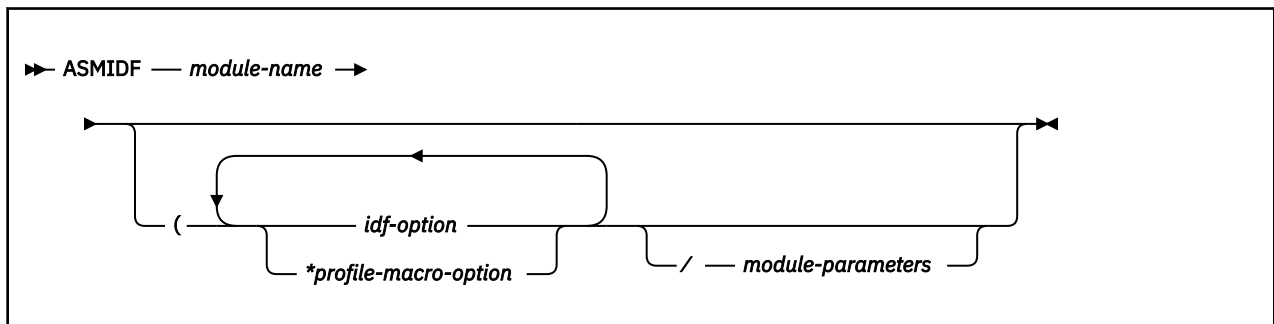 ASMIDF module-name
( idf-option
*profile-macro-option
/ module-parameters